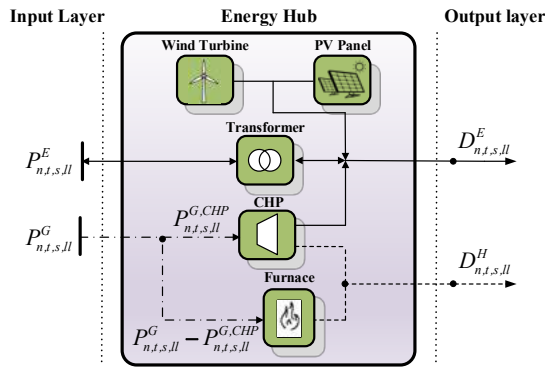 Input Layer
Energy Hub
Output layer
Wind Turbine
PV Panel
Transformer
P^E_{n,t,s,ll}
D^E_{n,t,s,ll}
CHP
P^G_{n,t,s,ll}
P^{G,CHP}_{n,t,s,ll}
D^H_{n,t,s,ll}
Furnace
P^G_{n,t,s,ll} − P^{G,CHP}_{n,t,s,ll}